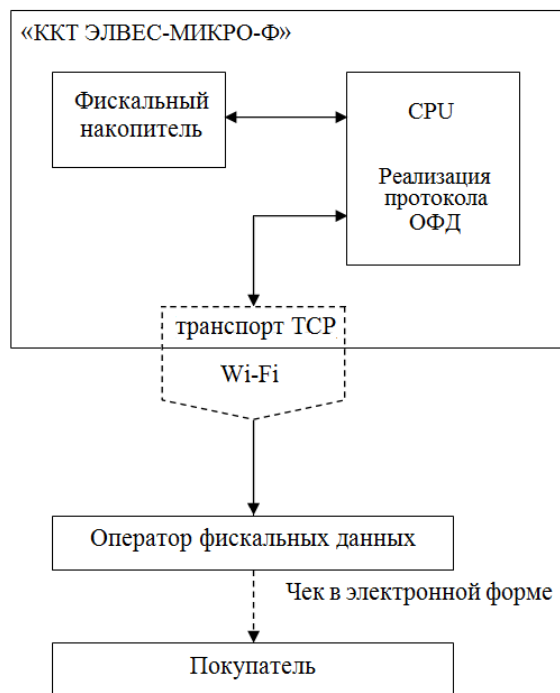 «ККТ ЭЛВЕС-МИКРО-Ф»
Фискальный
накопитель
CPU
Реализация
протокола
ОФД
транспорт TCP
Wi-Fi
Оператор фискальных данных
Чек в электронной форме
Покупатель